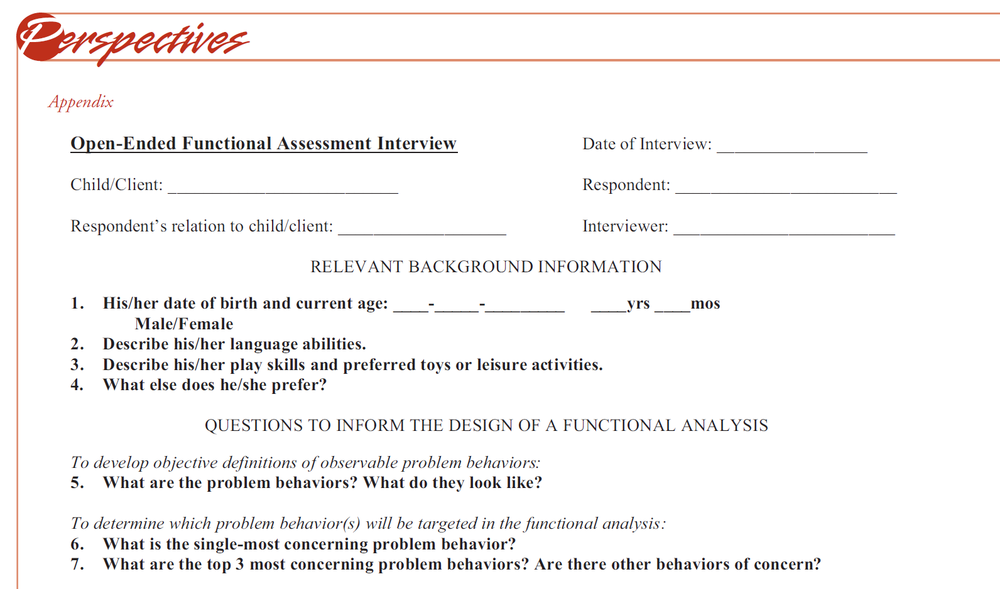 Perspectives
Appendix
Open-Ended Functional Assessment Interview Date of Interview: _________________
Child/Client: __________________________ Respondent: _________________________
Respondent’s relation to child/client: ___________________ Interviewer: _________________________
RELEVANT BACKGROUND INFORMATION
1. His/her date of birth and current age: ____-_____-_________ ____yrs ____mos
Male/Female
2. Describe his/her language abilities.
3. Describe his/her play skills and preferred toys or leisure activities.
4. What else does he/she prefer?
QUESTIONS TO INFORM THE DESIGN OF A FUNCTIONAL ANALYSIS
To develop objective definitions of observable problem behaviors:
5. What are the problem behaviors? What do they look like?
To determine which problem behavior(s) will be targeted in the functional analysis:
6. What is the single-most concerning problem behavior?
7. What are the top 3 most concerning problem behaviors? Are there other behaviors of concern?